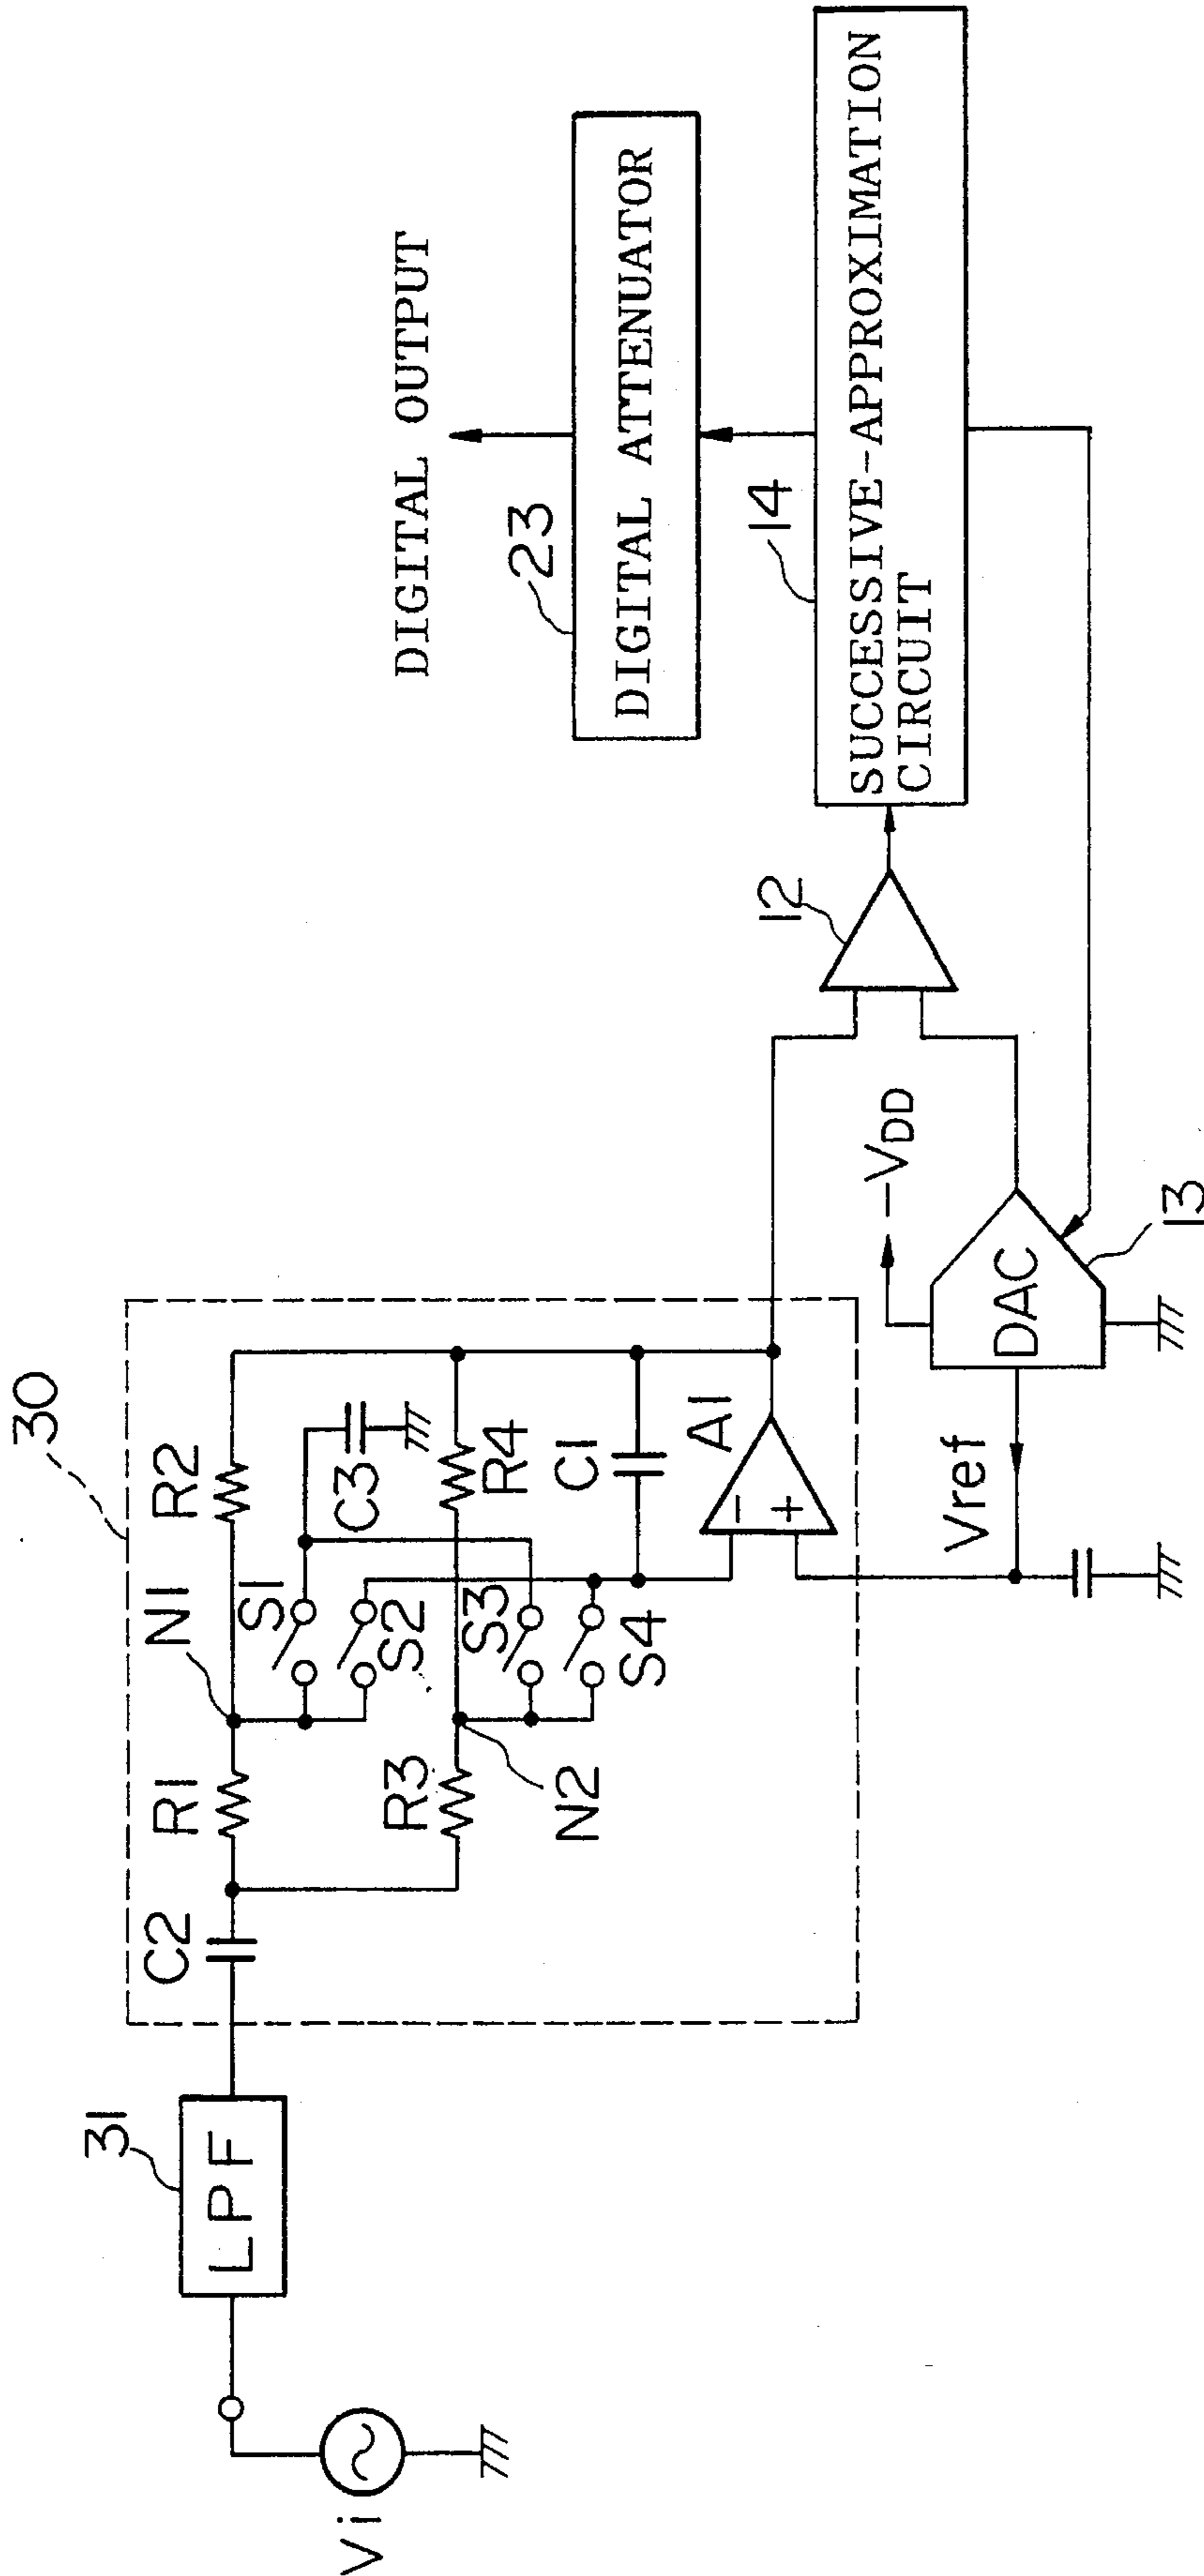 30
31
LPF
Vi
C2
R1
N1
R2
S1
S2
C3
R3
N2
S3
S4
R4
C1
A1
−
+
Vref
DAC
13
-VDD
12
14
SUCCESSIVE-APPROXIMATION
CIRCUIT
23
DIGITAL ATTENUATOR
DIGITAL OUTPUT